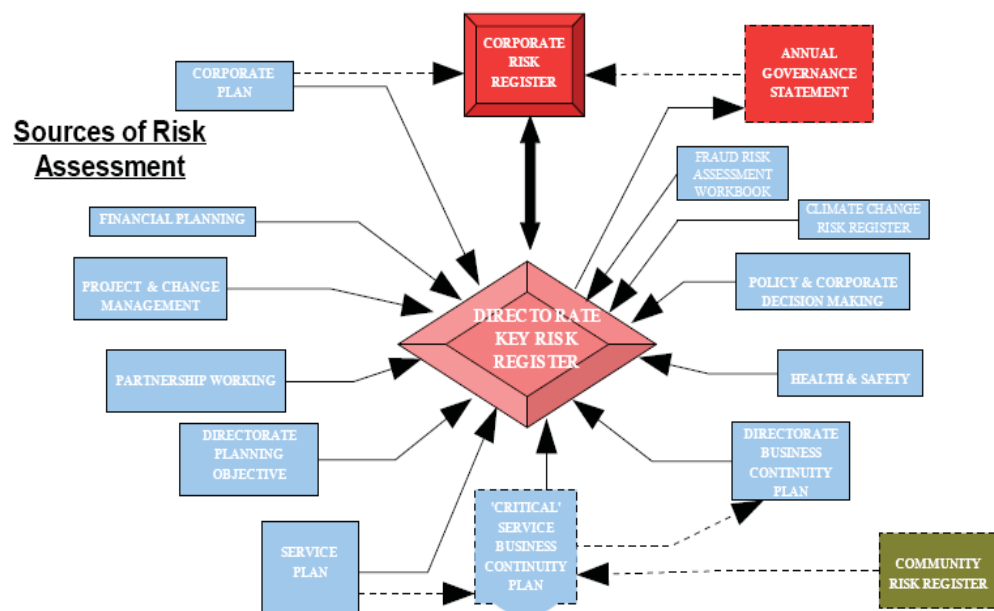 CORPORATE
RISK
REGISTER
ANNUAL
GOVERNANCE
STATEMENT
CORPORATE
PLAN
Sources of Risk
Assessment
FRAUD RISK
ASSESSMENT
WORKBOOK
CLIMATE CHANGE
RISK REGISTER
FINANCIAL PLANNING
PROJECT & CHANGE
MANAGEMENT
POLICY & CORPORATE
DECISION MAKING
DIRECTORATE
KEY RISK
REGISTER
PARTNERSHIP WORKING
HEALTH & SAFETY
DIRECTORATE
PLANNING
OBJECTIVE
DIRECTORATE
BUSINESS
CONTINUITY
PLAN
'CRITICAL'
SERVICE
BUSINESS
CONTINUITY
PLAN
SERVICE
PLAN
COMMUNITY
RISK REGISTER